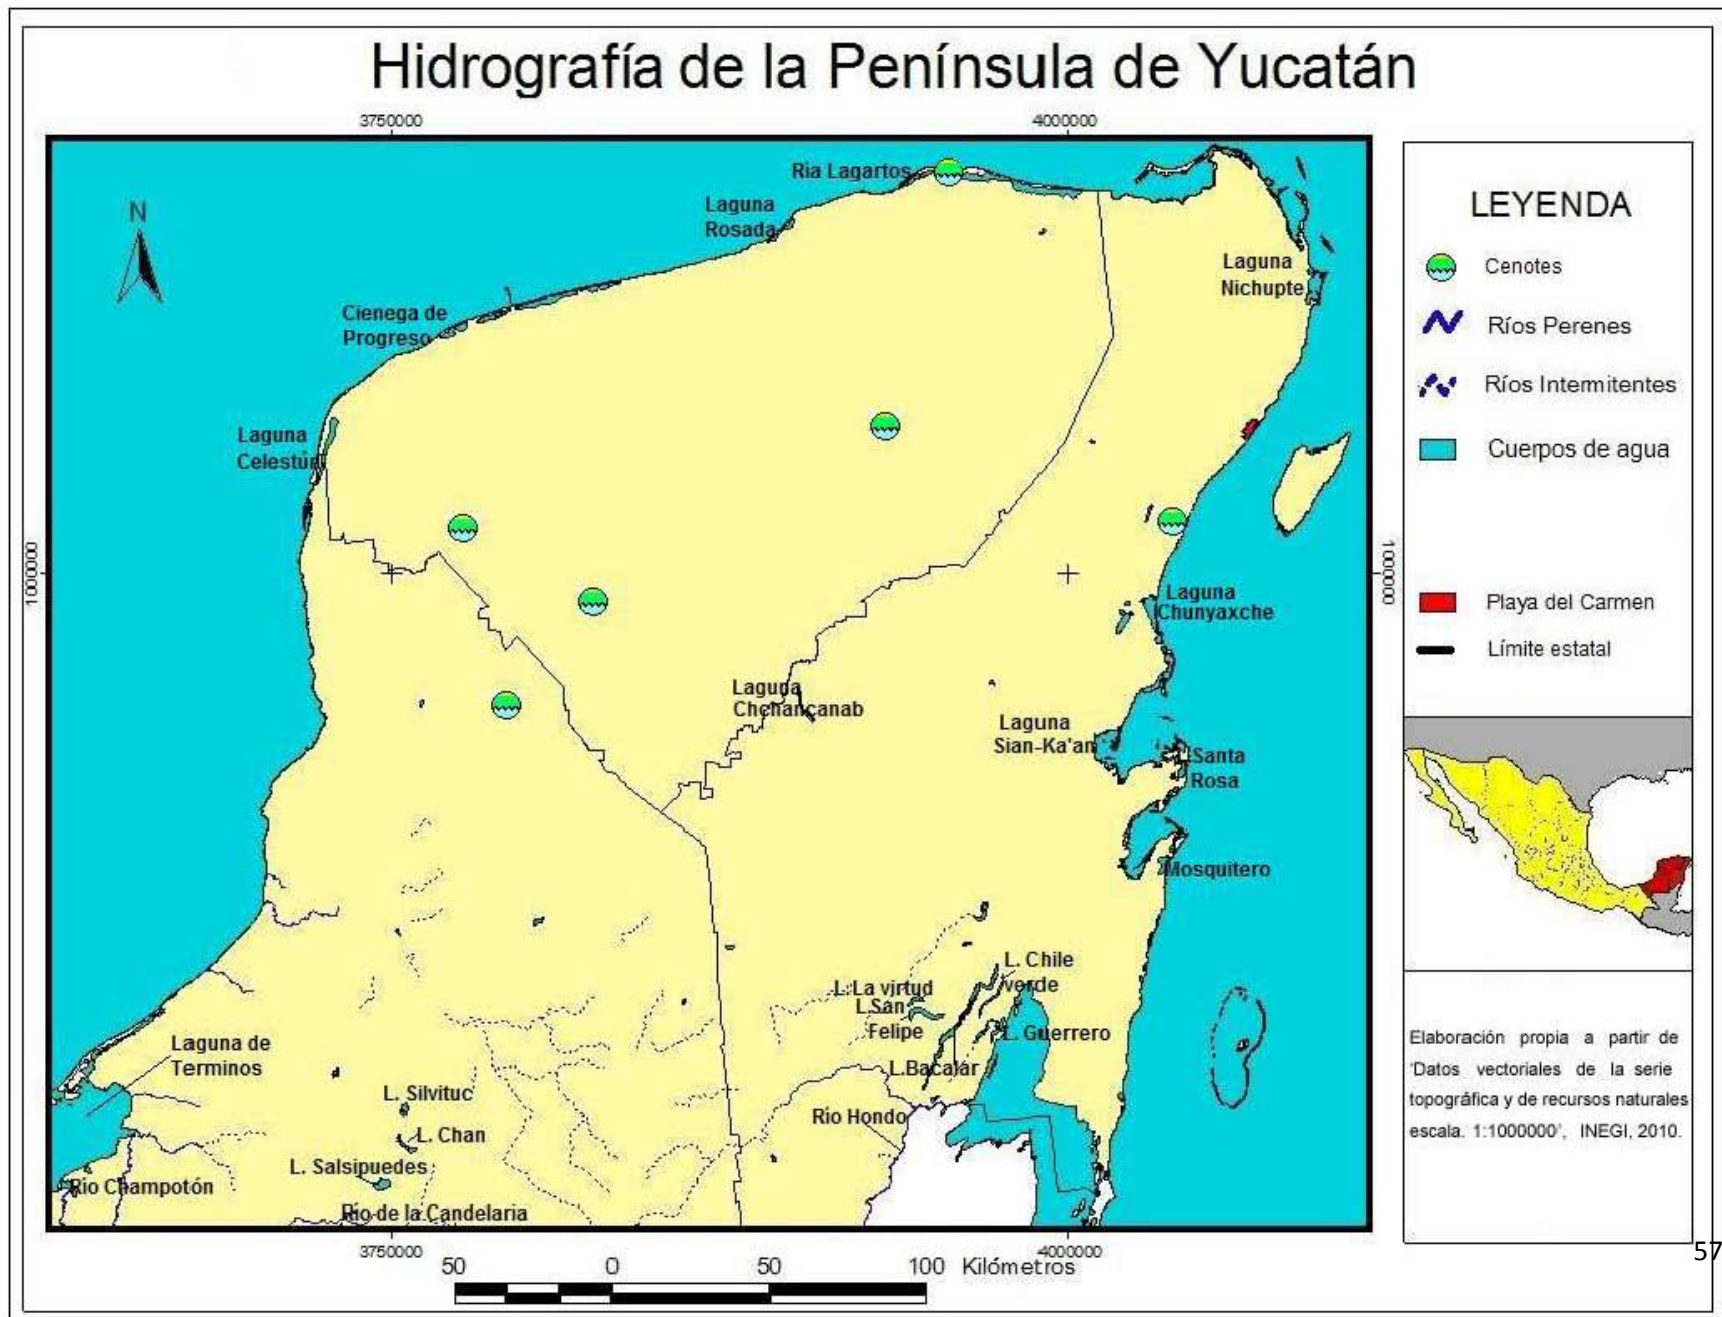 Hidrografía de la Península de Yucatán
3750000
4000000
N
1000000
1000000
Ria Lagartos
Laguna
Rosada
Laguna
Nichupte
Cienega de
Progreso
Laguna
Celestún
Laguna
Chunyaxche
Laguna
Chchancanab
Laguna
Sian-Ka'an
Santa
Rosa
Mosquitero
L. Chile
verde
L.La virtud
L.San
Felipe
L. Guerrero
L.Bacalar
Río Hondo
Laguna de
Terminos
L. Silvituc
L. Chan
L. Salsipuedes
Rio Champotón
Rio de la Candelaria
3750000
4000000
50 0 50 100 Kilómetros
LEYENDA
Cenotes
Ríos Perenes
Ríos Intemitentes
Cuerpos de agua
Playa del Carmen
Límite estatal
Elaboración propia a partir de
'Datos vectoriales de la serie
topográfica y de recursos naturales
escala. 1:1000000', INEGI, 2010.
57